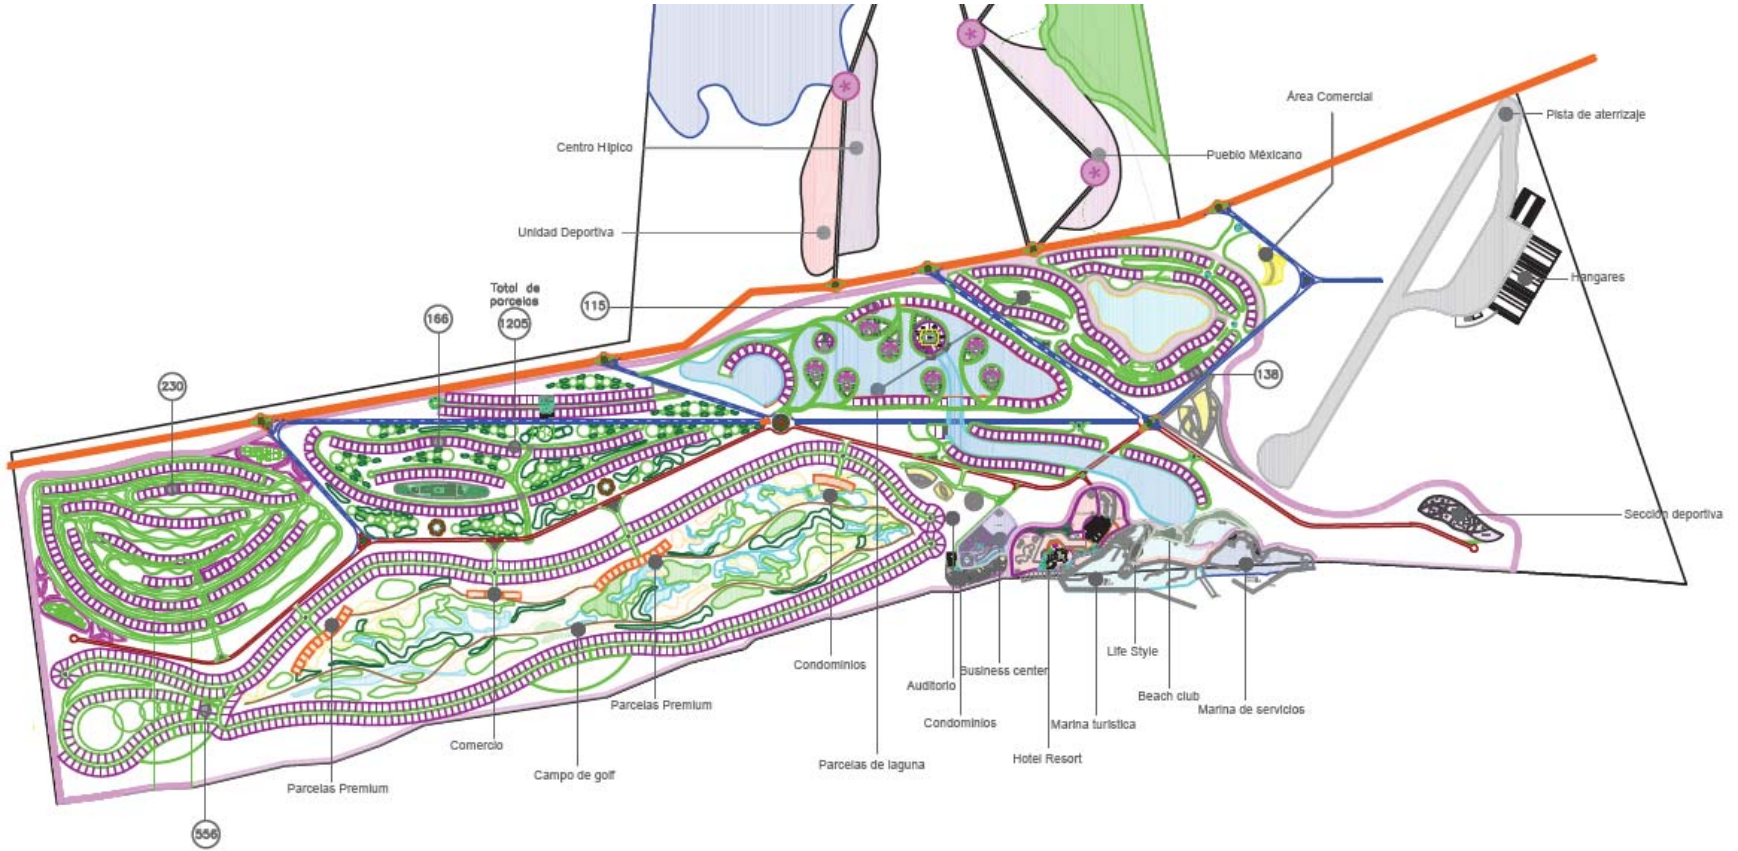 Área Comercial
Pista de aterrizaje
Centro Hípico
Pueblo Méxicano
Unidad Deportiva
Hangares
Total de
parcelas
115
166
1205
138
230
Sección deportiva
Condominios
Life Style
Business center
Auditorio
Beach club
Parcelas Premium
Marina de servicios
Condominios
Marina turistica
Comercio
Hotel Resort
Parcelas de laguna
Campo de golf
Parcelas Premium
556